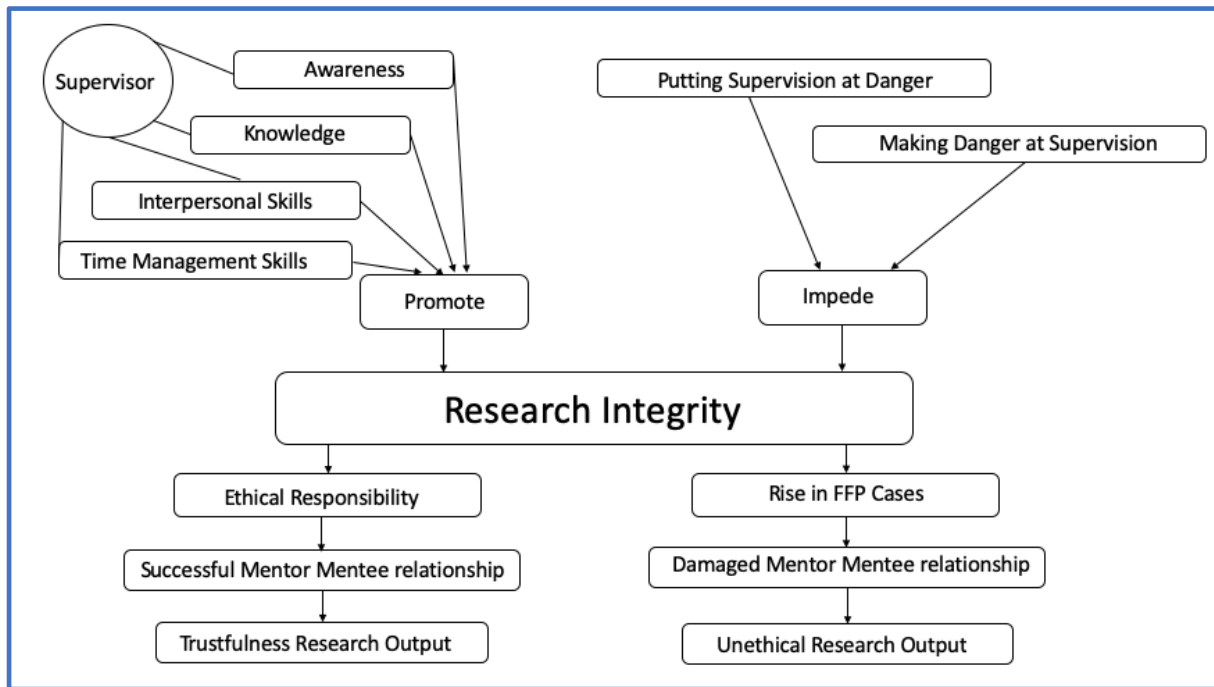 Supervisor
Awareness
Knowledge
Interpersonal Skills
Time Management Skills
Promote
Putting Supervision at Danger
Making Danger at Supervision
Impede
Research Integrity
Ethical Responsibility
Successful Mentor Mentee relationship
Trustfulness Research Output
Rise in FFP Cases
Damaged Mentor Mentee relationship
Unethical Research Output